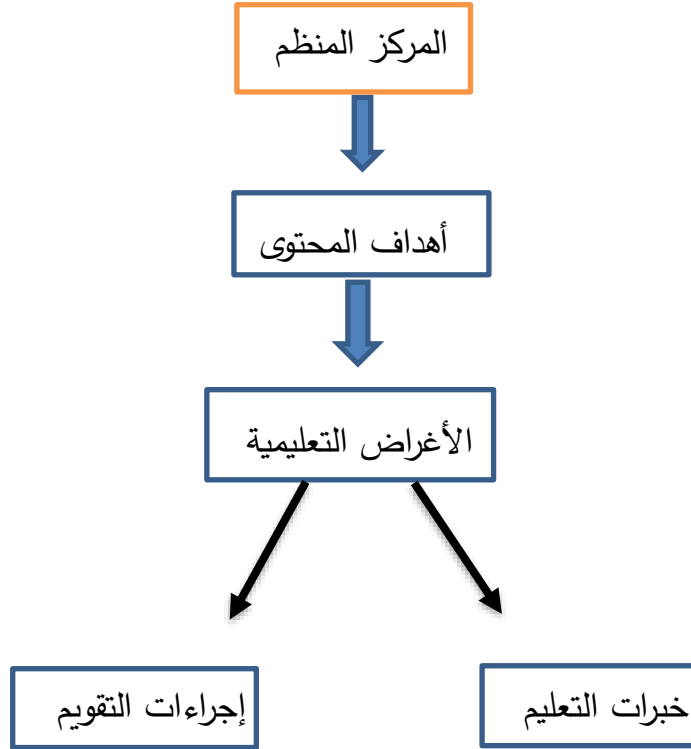 المركز المنظم
أهداف المحتوى
الأغراض التعليمية
خبرات التعليم
إجراءات التقويم